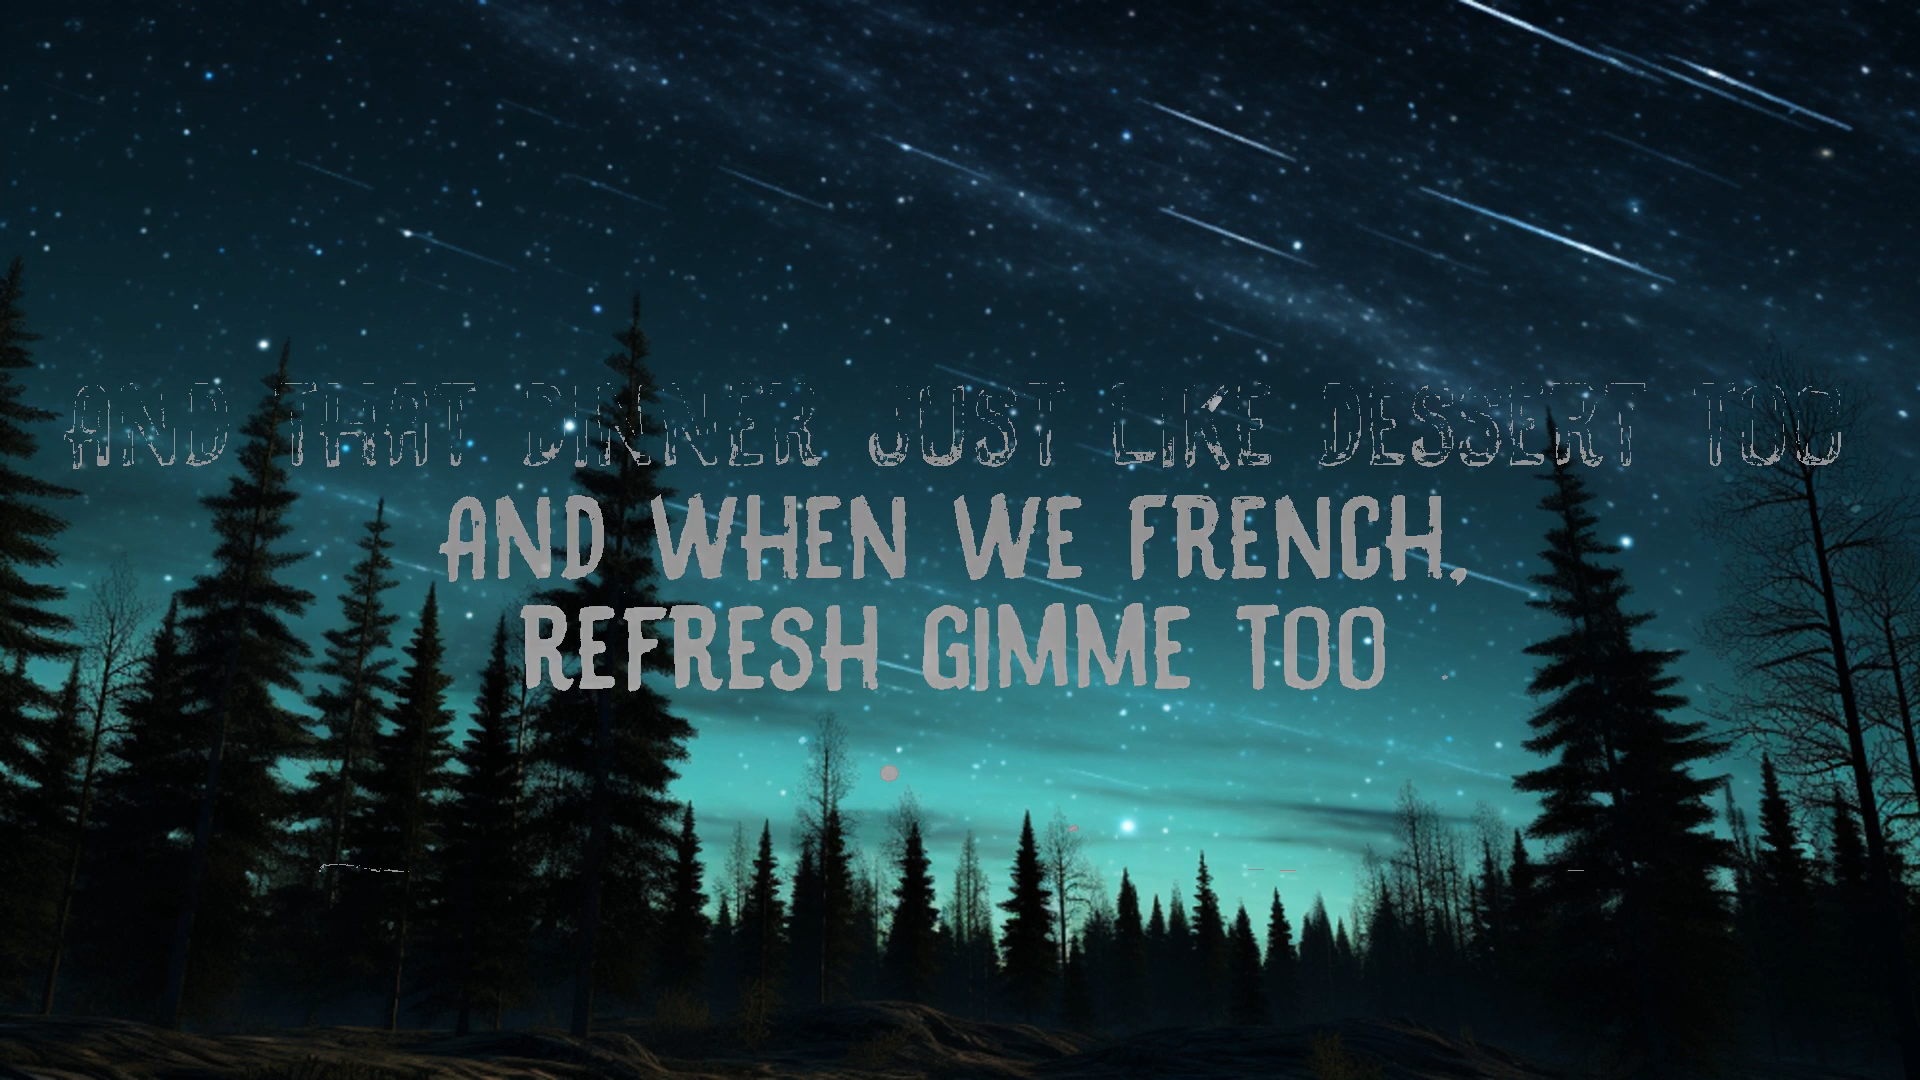 AND THAT DINNER JUST LIKE DESSERT TOO
AND WHEN WE FRENCH,
REFRESH GIMME TOO